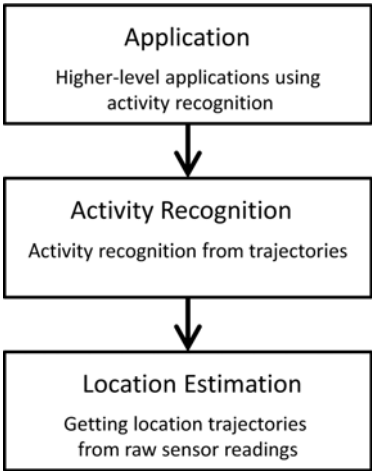 Application
Higher-level applications using
activity recognition
Activity Recognition
Activity recognition from trajectories
Location Estimation
Getting location trajectories
from raw sensor readings